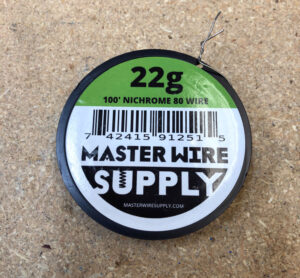 22g
100' NICHROME 80 WIRE
7 42415 91251 5
MASTER WIRE
SUPPLY
MASTERWIRESUPPLY.COM